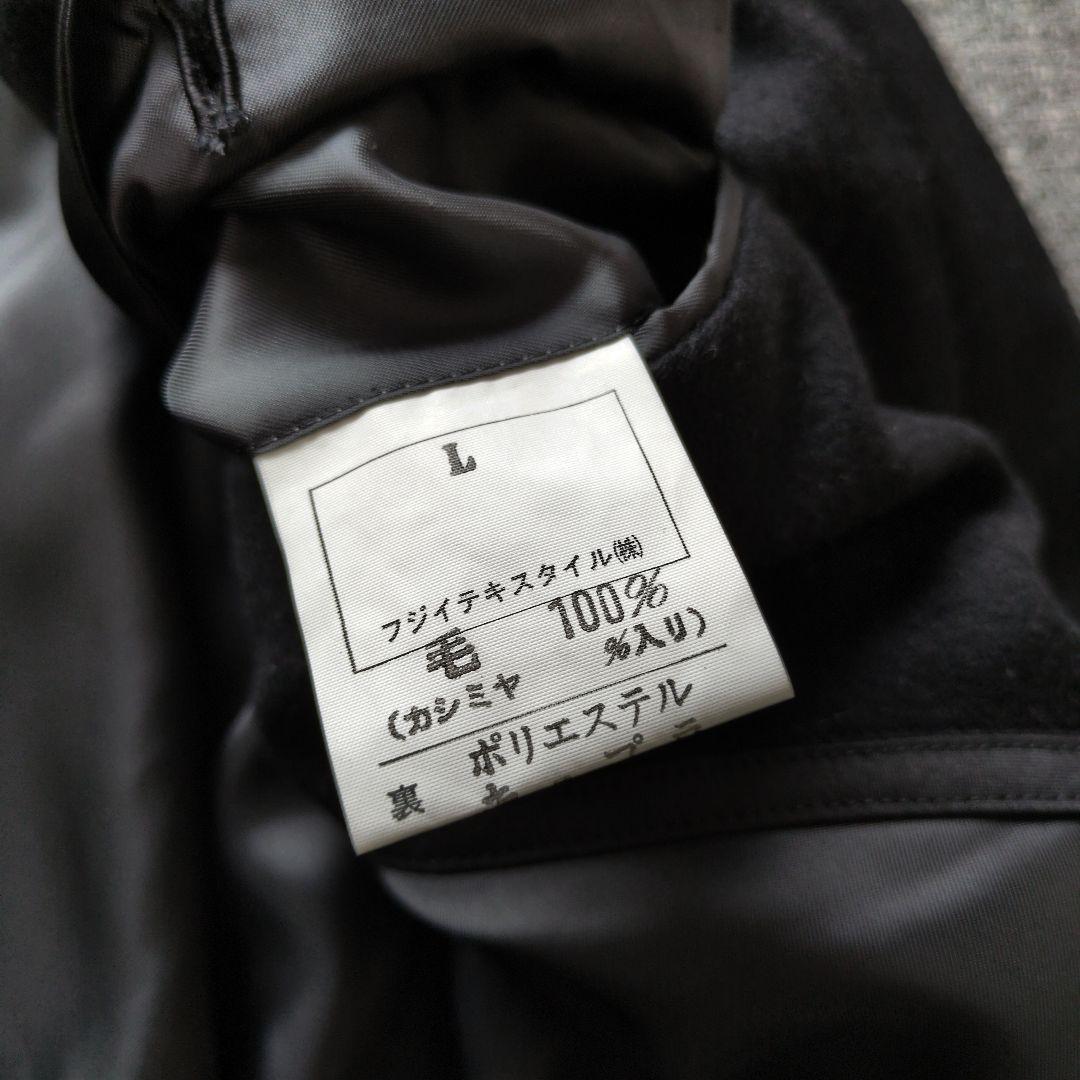 L
フジイテキスタイル㈱
毛 100%
(カシミヤ %入り)
裏 ポリエステル